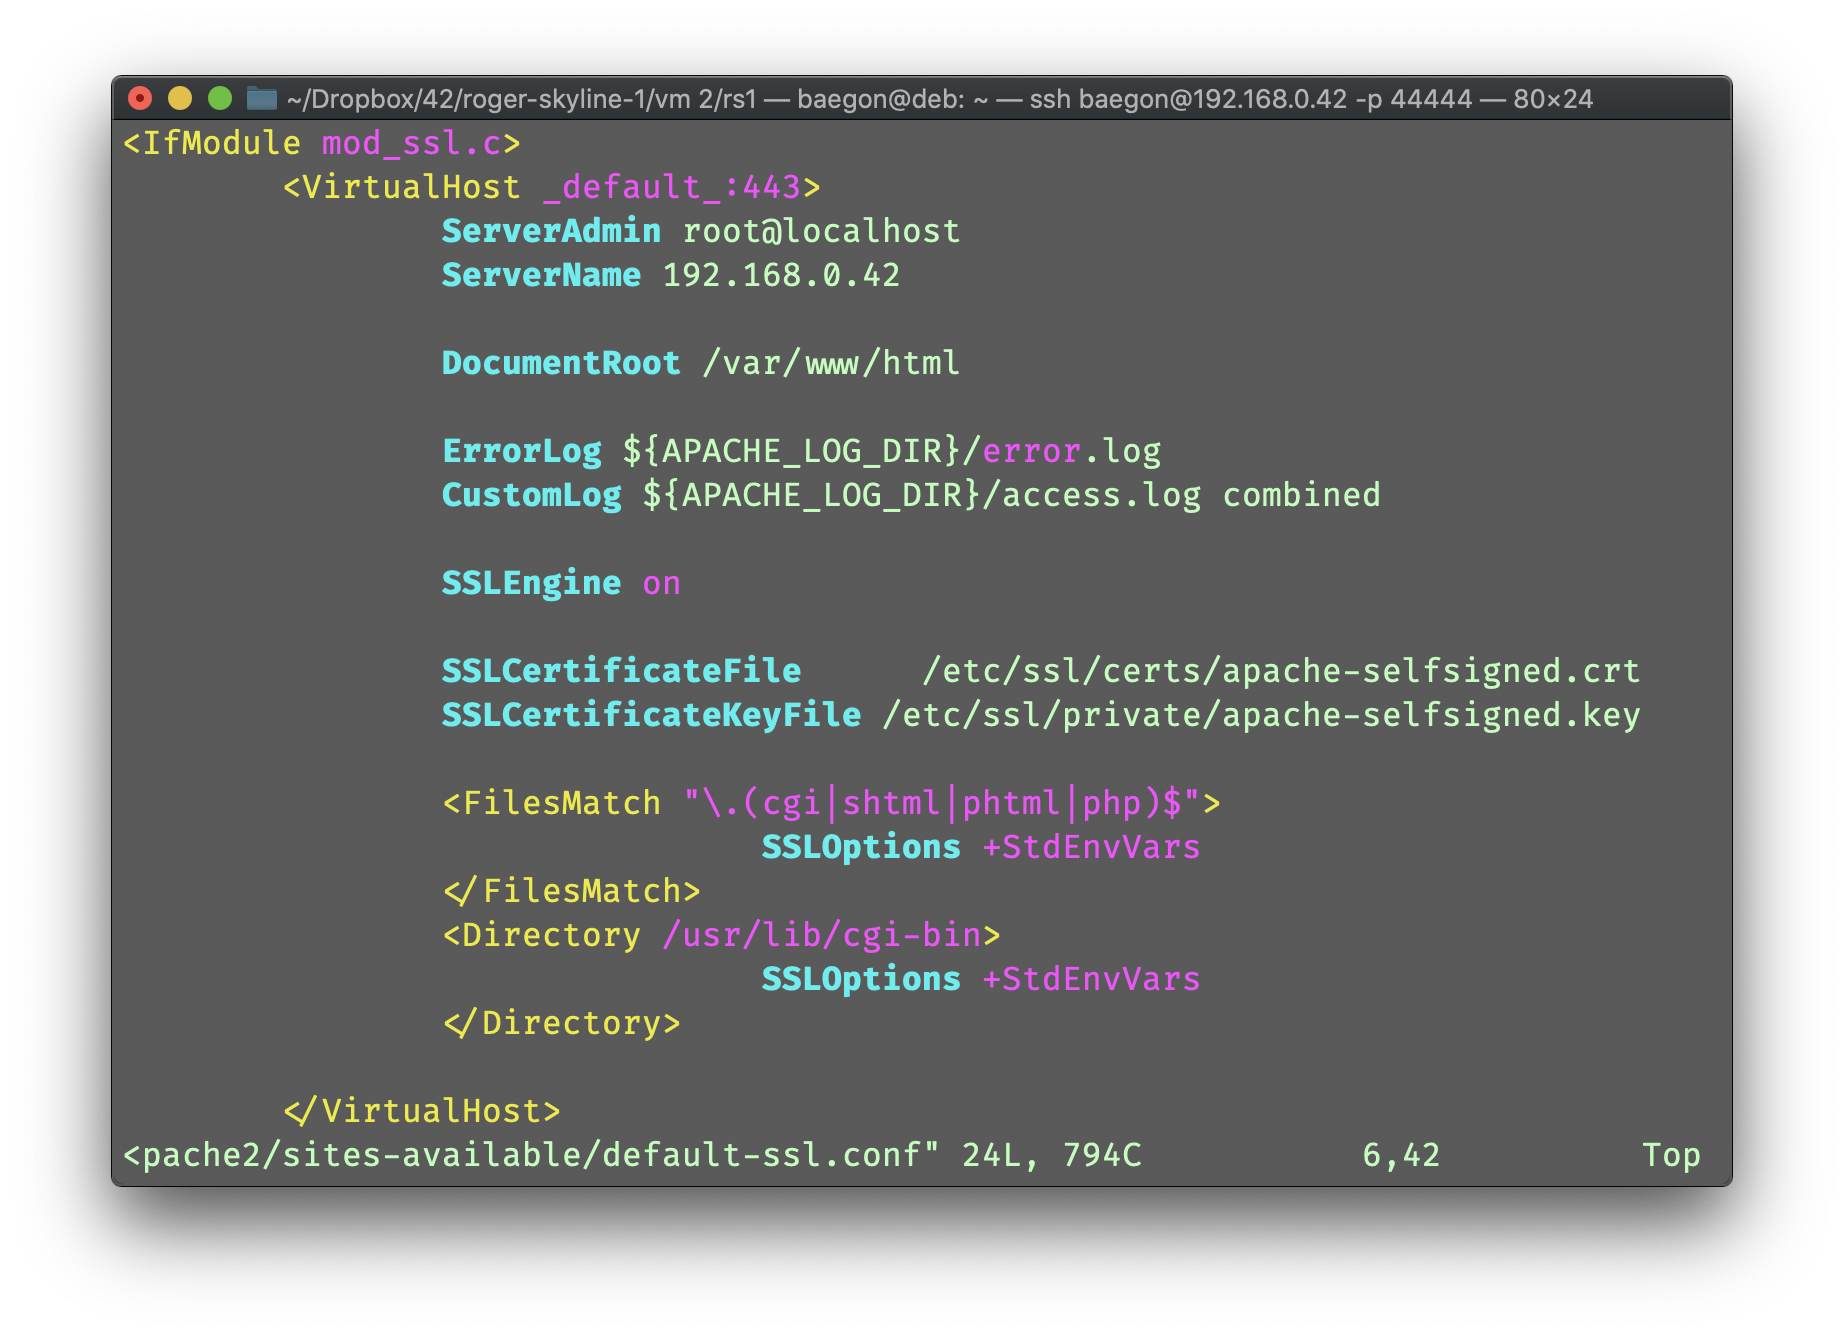 ~/Dropbox/42/roger-skyline-1/vm 2/rs1 — baegon@deb: ~ — ssh baegon@192.168.0.42 -p 44444 — 80×24
<IfModule mod_ssl.c>
<VirtualHost _default_:443>
ServerAdmin root@localhost
ServerName 192.168.0.42
DocumentRoot /var/www/html
ErrorLog ${APACHE_LOG_DIR}/error.log
CustomLog ${APACHE_LOG_DIR}/access.log combined
SSLEngine on
SSLCertificateFile      /etc/ssl/certs/apache-selfsigned.crt
SSLCertificateKeyFile /etc/ssl/private/apache-selfsigned.key
<FilesMatch "\.(cgi|shtml|phtml|php)$">
SSLOptions +StdEnvVars
</FilesMatch>
<Directory /usr/lib/cgi-bin>
SSLOptions +StdEnvVars
</Directory>
</VirtualHost>
<pache2/sites-available/default-ssl.conf" 24L, 794C 6,42 Top